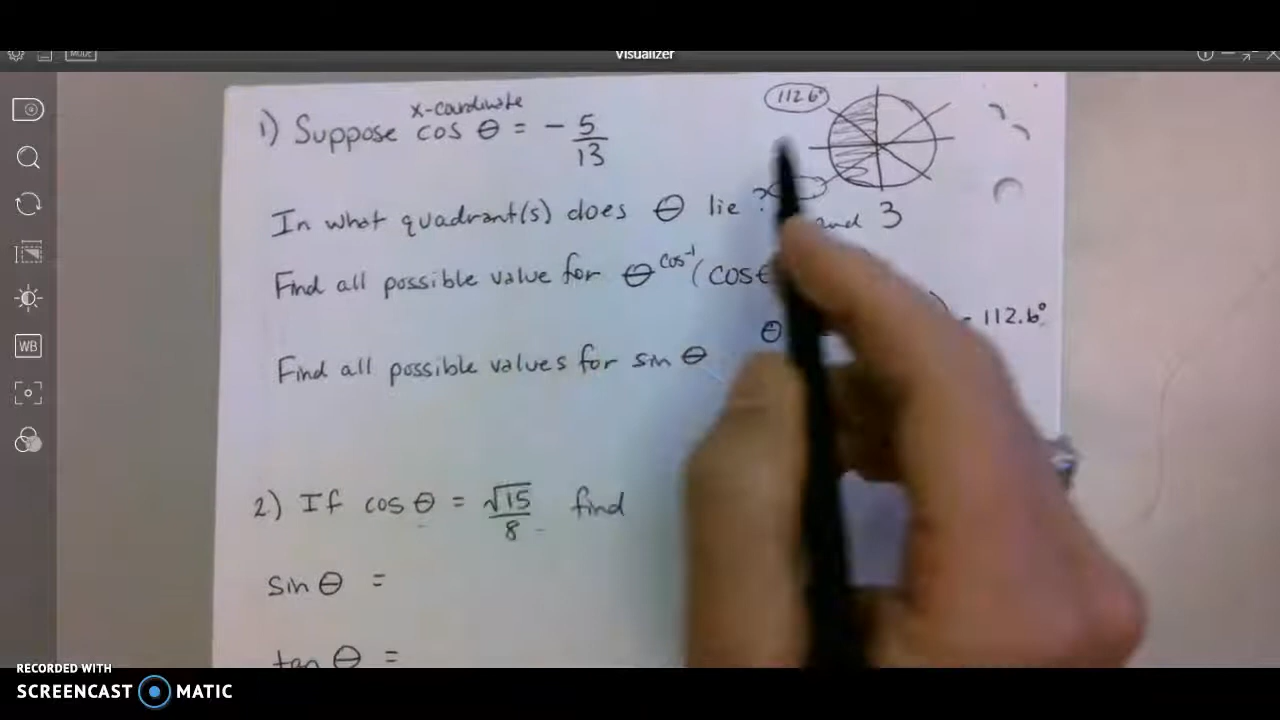 MODE
Visualizer
x-coordinate
1) Suppose cos θ = - 5/13
112.6°
In what quadrant(s) does θ lie ? and 3
Find all possible value for θ cos⁻¹ (cos θ
θ = 112.6°
Find all possible values for sin θ
WB
2) If cos θ = √15/8 find
sin θ =
tan θ =
RECORDED WITH
SCREENCAST MATIC